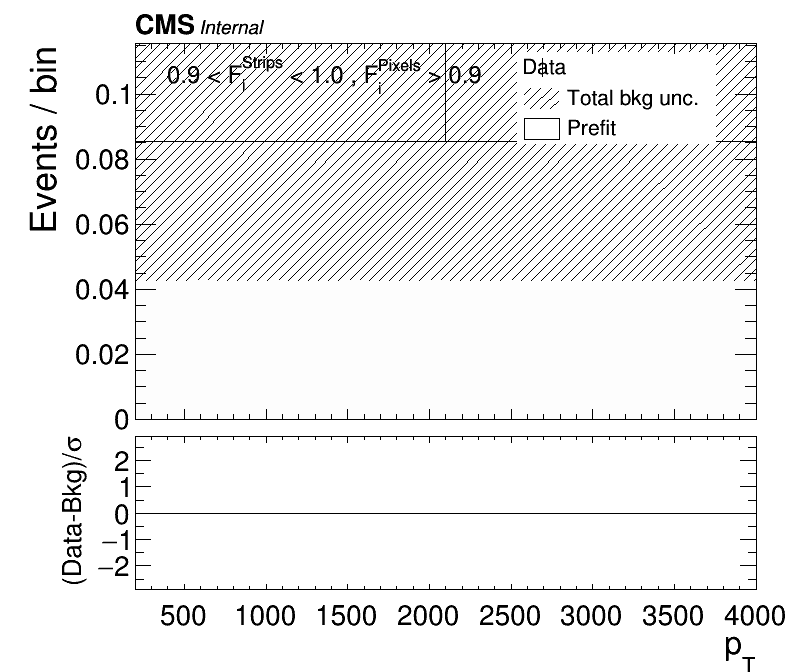 CMS Internal
Events / bin
0.9 < F_i^Strips < 1.0 , F_i^Pixels > 0.9
Data
Total bkg unc.
Prefit
0.1
0.08
0.06
0.04
0.02
0
(Data-Bkg)/σ
2
1
0
−1
−2
500 1000 1500 2000 2500 3000 3500 4000
p_T